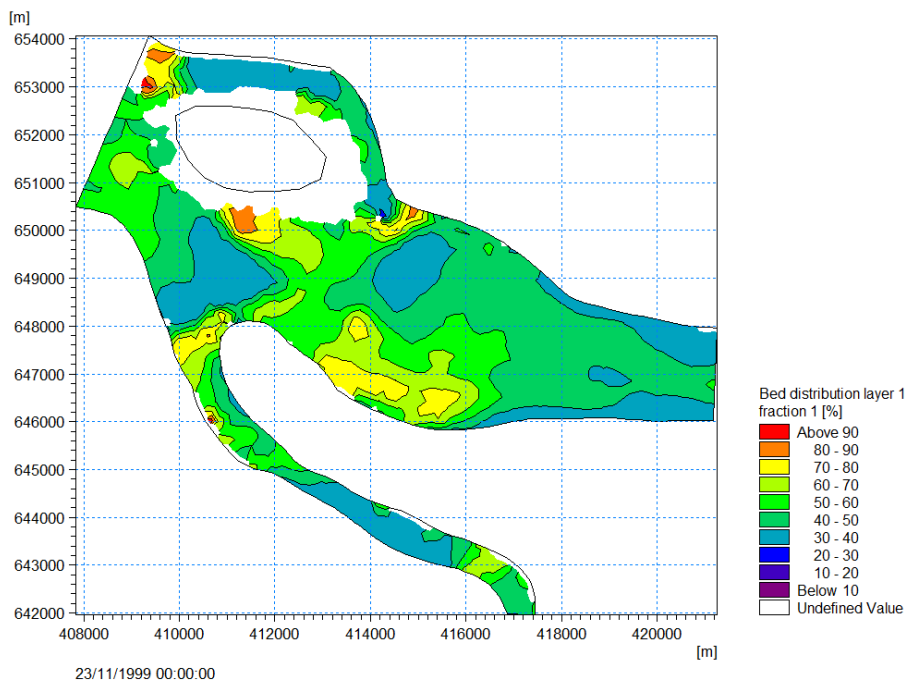 [m]
654000
653000
652000
651000
650000
649000
648000
647000
646000
645000
644000
643000
642000
408000 410000 412000 414000 416000 418000 420000
[m]
23/11/1999 00:00:00
Bed distribution layer 1
fraction 1 [%]
Above 90
80 - 90
70 - 80
60 - 70
50 - 60
40 - 50
30 - 40
20 - 30
10 - 20
Below 10
Undefined Value